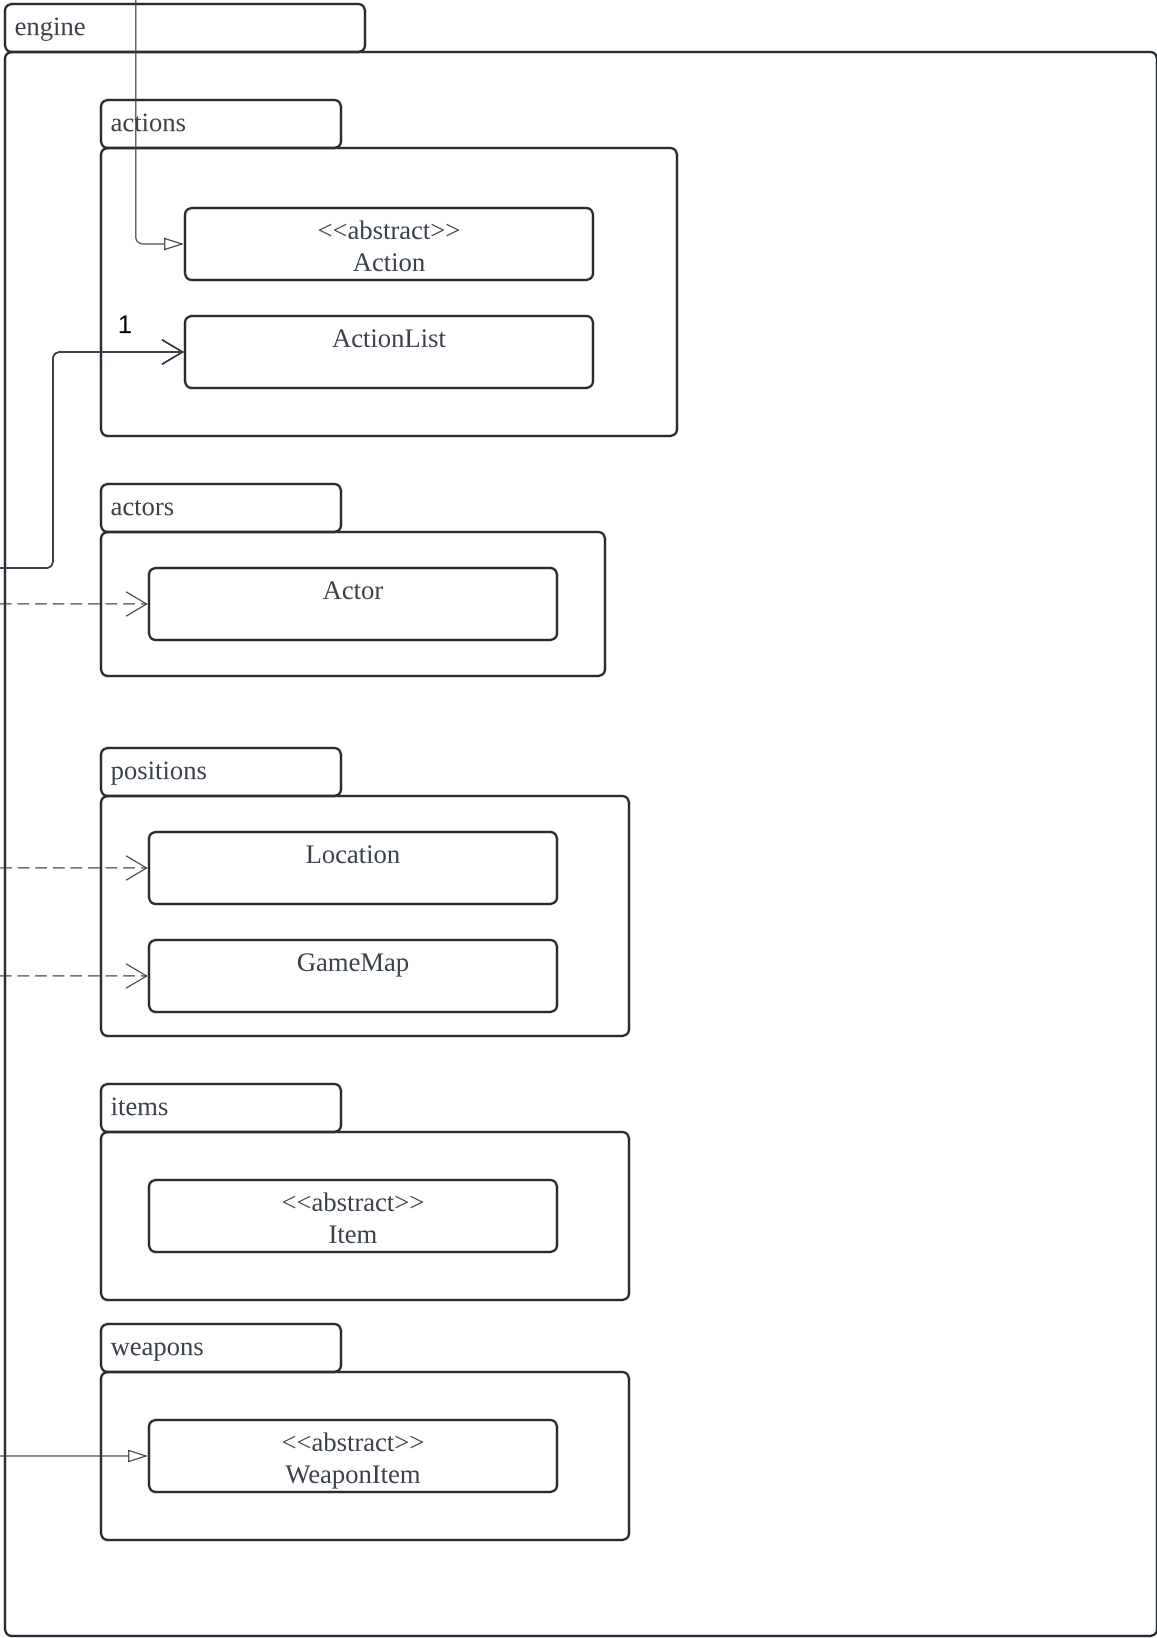 engine
actions
<<abstract>>
Action
1
ActionList
actors
Actor
positions
Location
GameMap
items
<<abstract>>
Item
weapons
<<abstract>>
WeaponItem